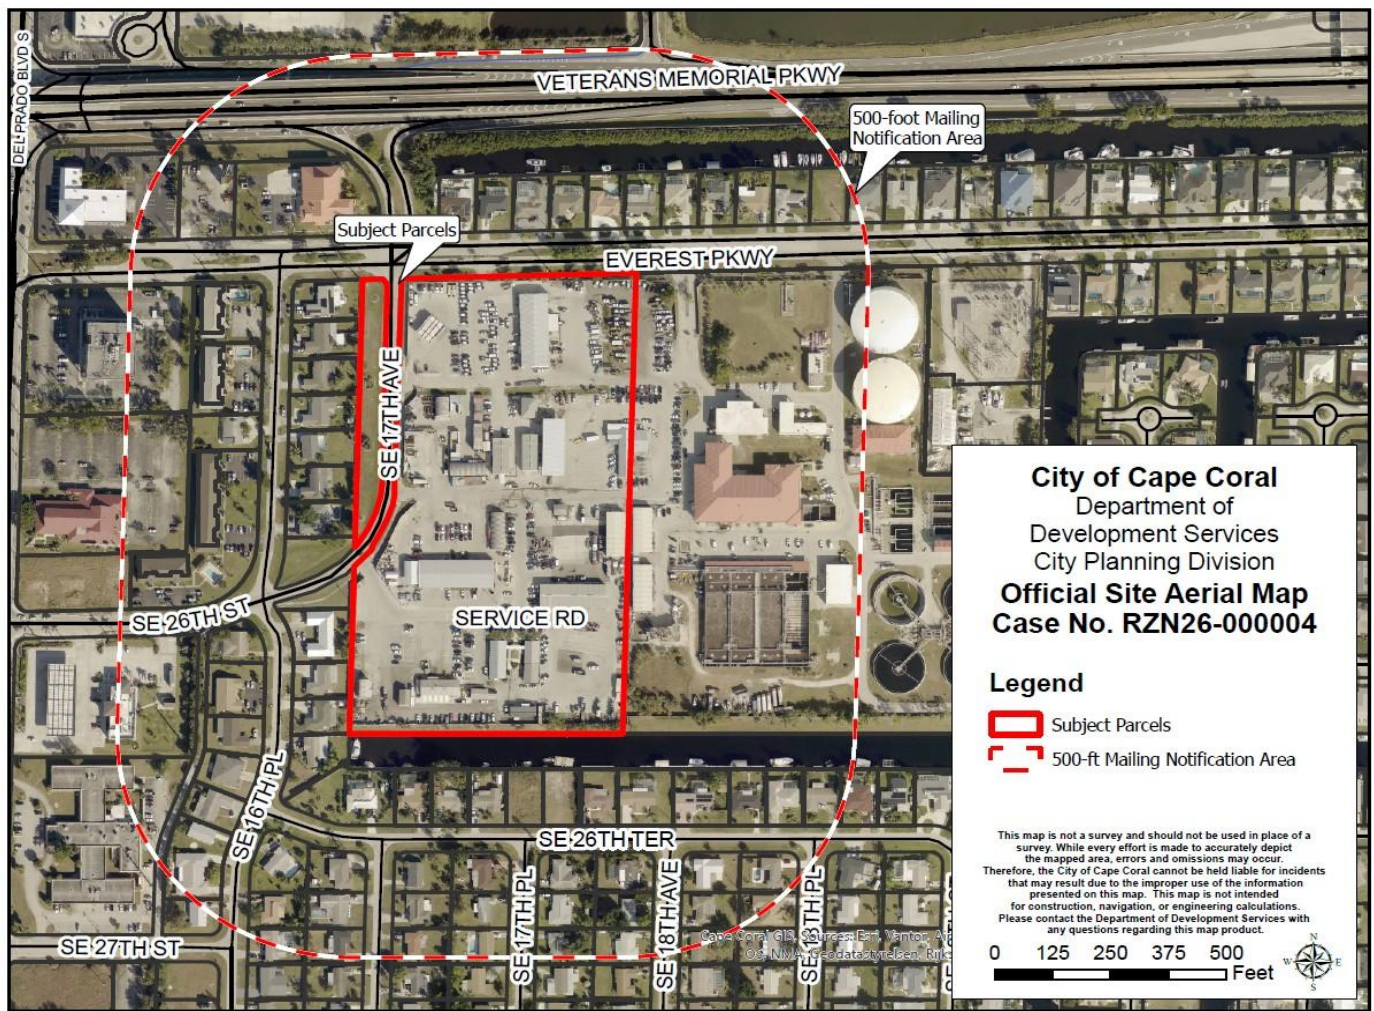 DEL PRADO BLVD S
VETERANS MEMORIAL PKWY
500-foot Mailing
Notification Area
Subject Parcels
EVEREST PKWY
SE 17TH AVE
SE 26TH ST
SERVICE RD
SE 16TH PL
SE 26TH TER
SE 17TH PL
SE 18TH AVE
SE 27TH ST
Cape Coral GIS, Sources: Esri, Vantor,
City of Cape Coral
Department of
Development Services
City Planning Division
Official Site Aerial Map
Case No. RZN26-000004
Legend
Subject Parcels
500-ft Mailing Notification Area
This map is not a survey and should not be used in place of a
survey. While every effort is made to accurately depict
the mapped area, errors and omissions may occur.
Therefore, the City of Cape Coral cannot be held liable for incidents
that may result due to the improper use of the information
presented on this map. This map is not intended
for construction, navigation, or engineering calculations.
Please contact the Department of Development Services with
any questions regarding this map product.
0 125 250 375 500
Feet
N
W E
S